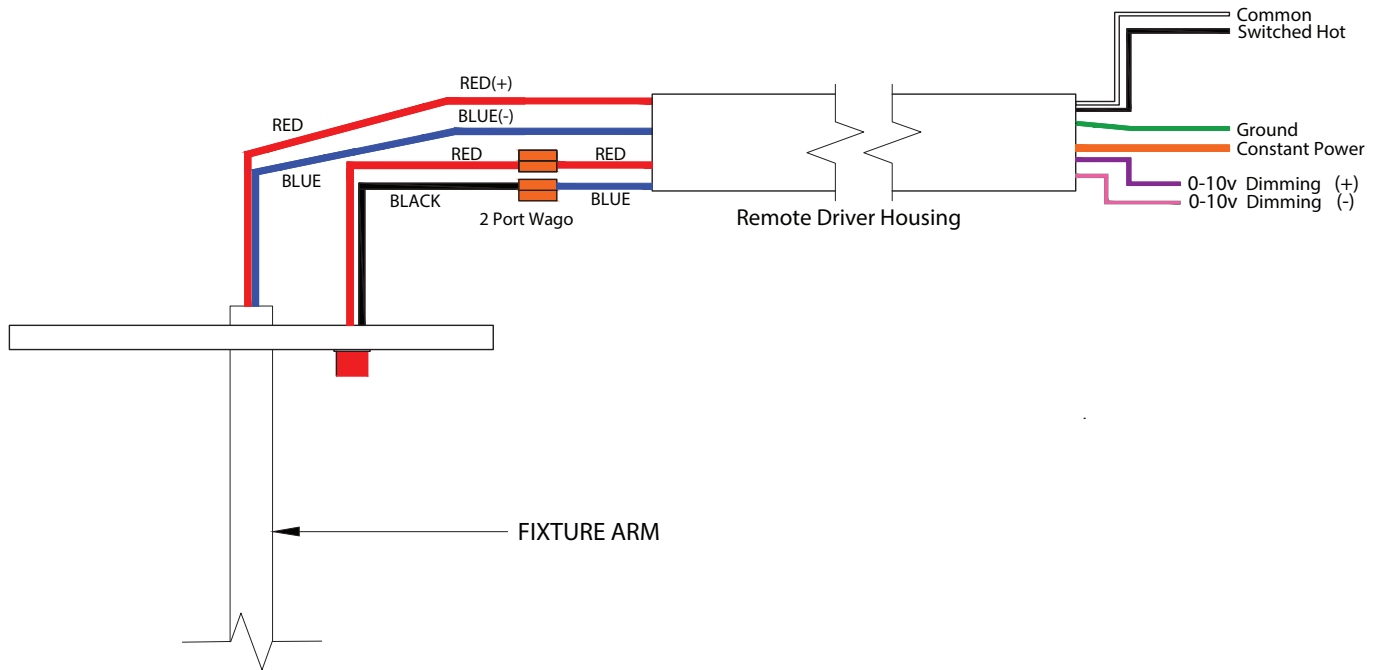 Common
Switched Hot
RED(+)
BLUE(-)
RED
RED
RED
Ground
Constant Power
BLUE
BLACK
BLUE
0-10v Dimming (+)
0-10v Dimming (-)
2 Port Wago
Remote Driver Housing
FIXTURE ARM